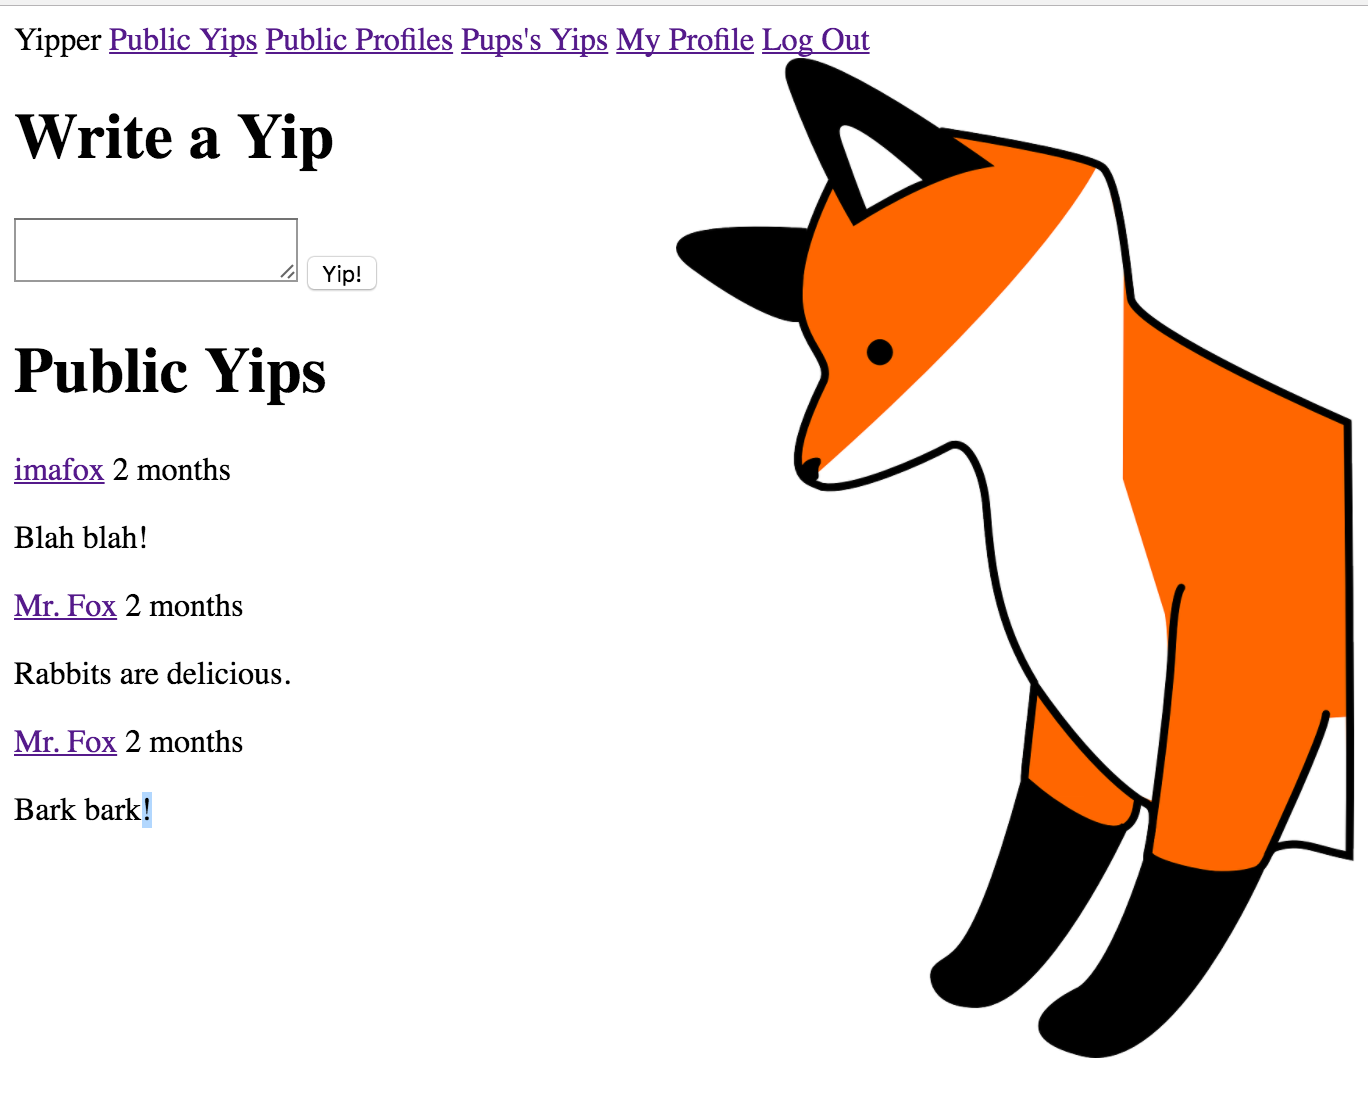 Yipper Public Yips Public Profiles Pups's Yips My Profile Log Out
Write a Yip
Yip!
Public Yips
imafox 2 months
Blah blah!
Mr. Fox 2 months
Rabbits are delicious.
Mr. Fox 2 months
Bark bark!